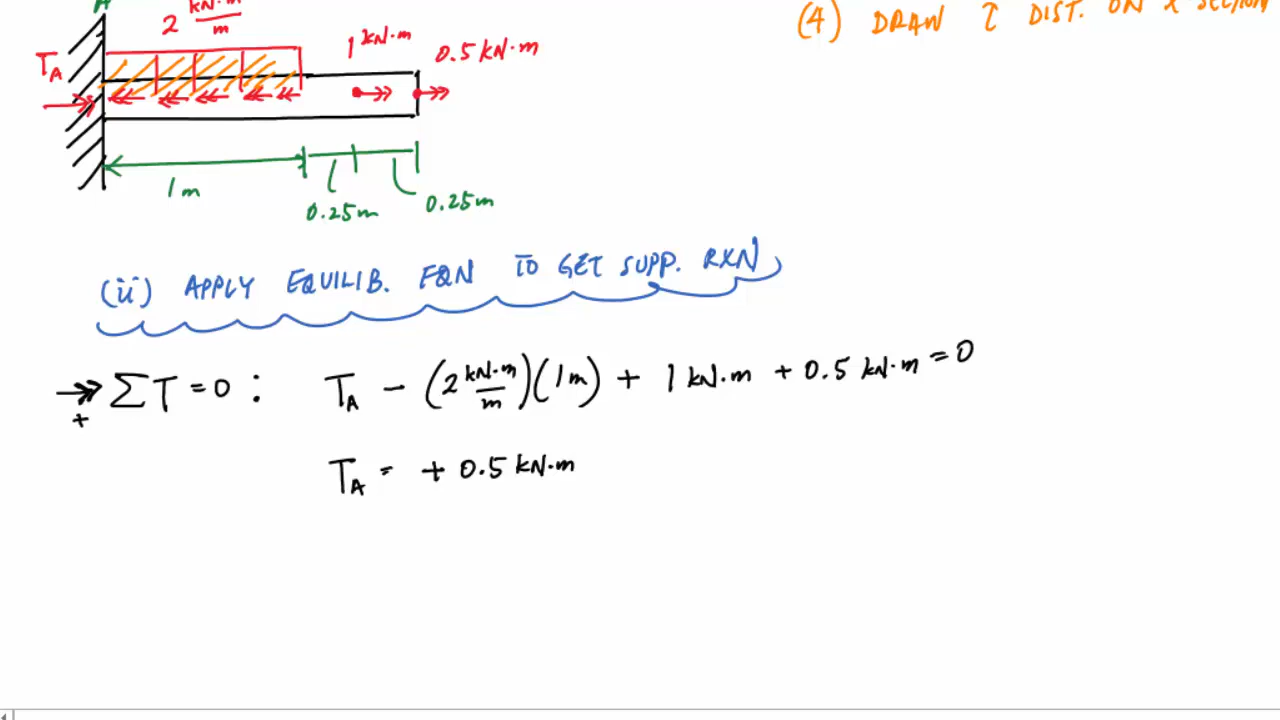 A
2 kN·m/m
(4) DRAW τ DIST. ON X-SECTION
1 kN·m
0.5 kN·m
T_A
1m
0.25m
0.25m
(ii) APPLY EQUILIB. EQN TO GET SUPP. RXN
+ ΣT = 0 : T_A - (2 kN·m/m)(1m) + 1 kN·m + 0.5 kN·m = 0
T_A = + 0.5 kN·m